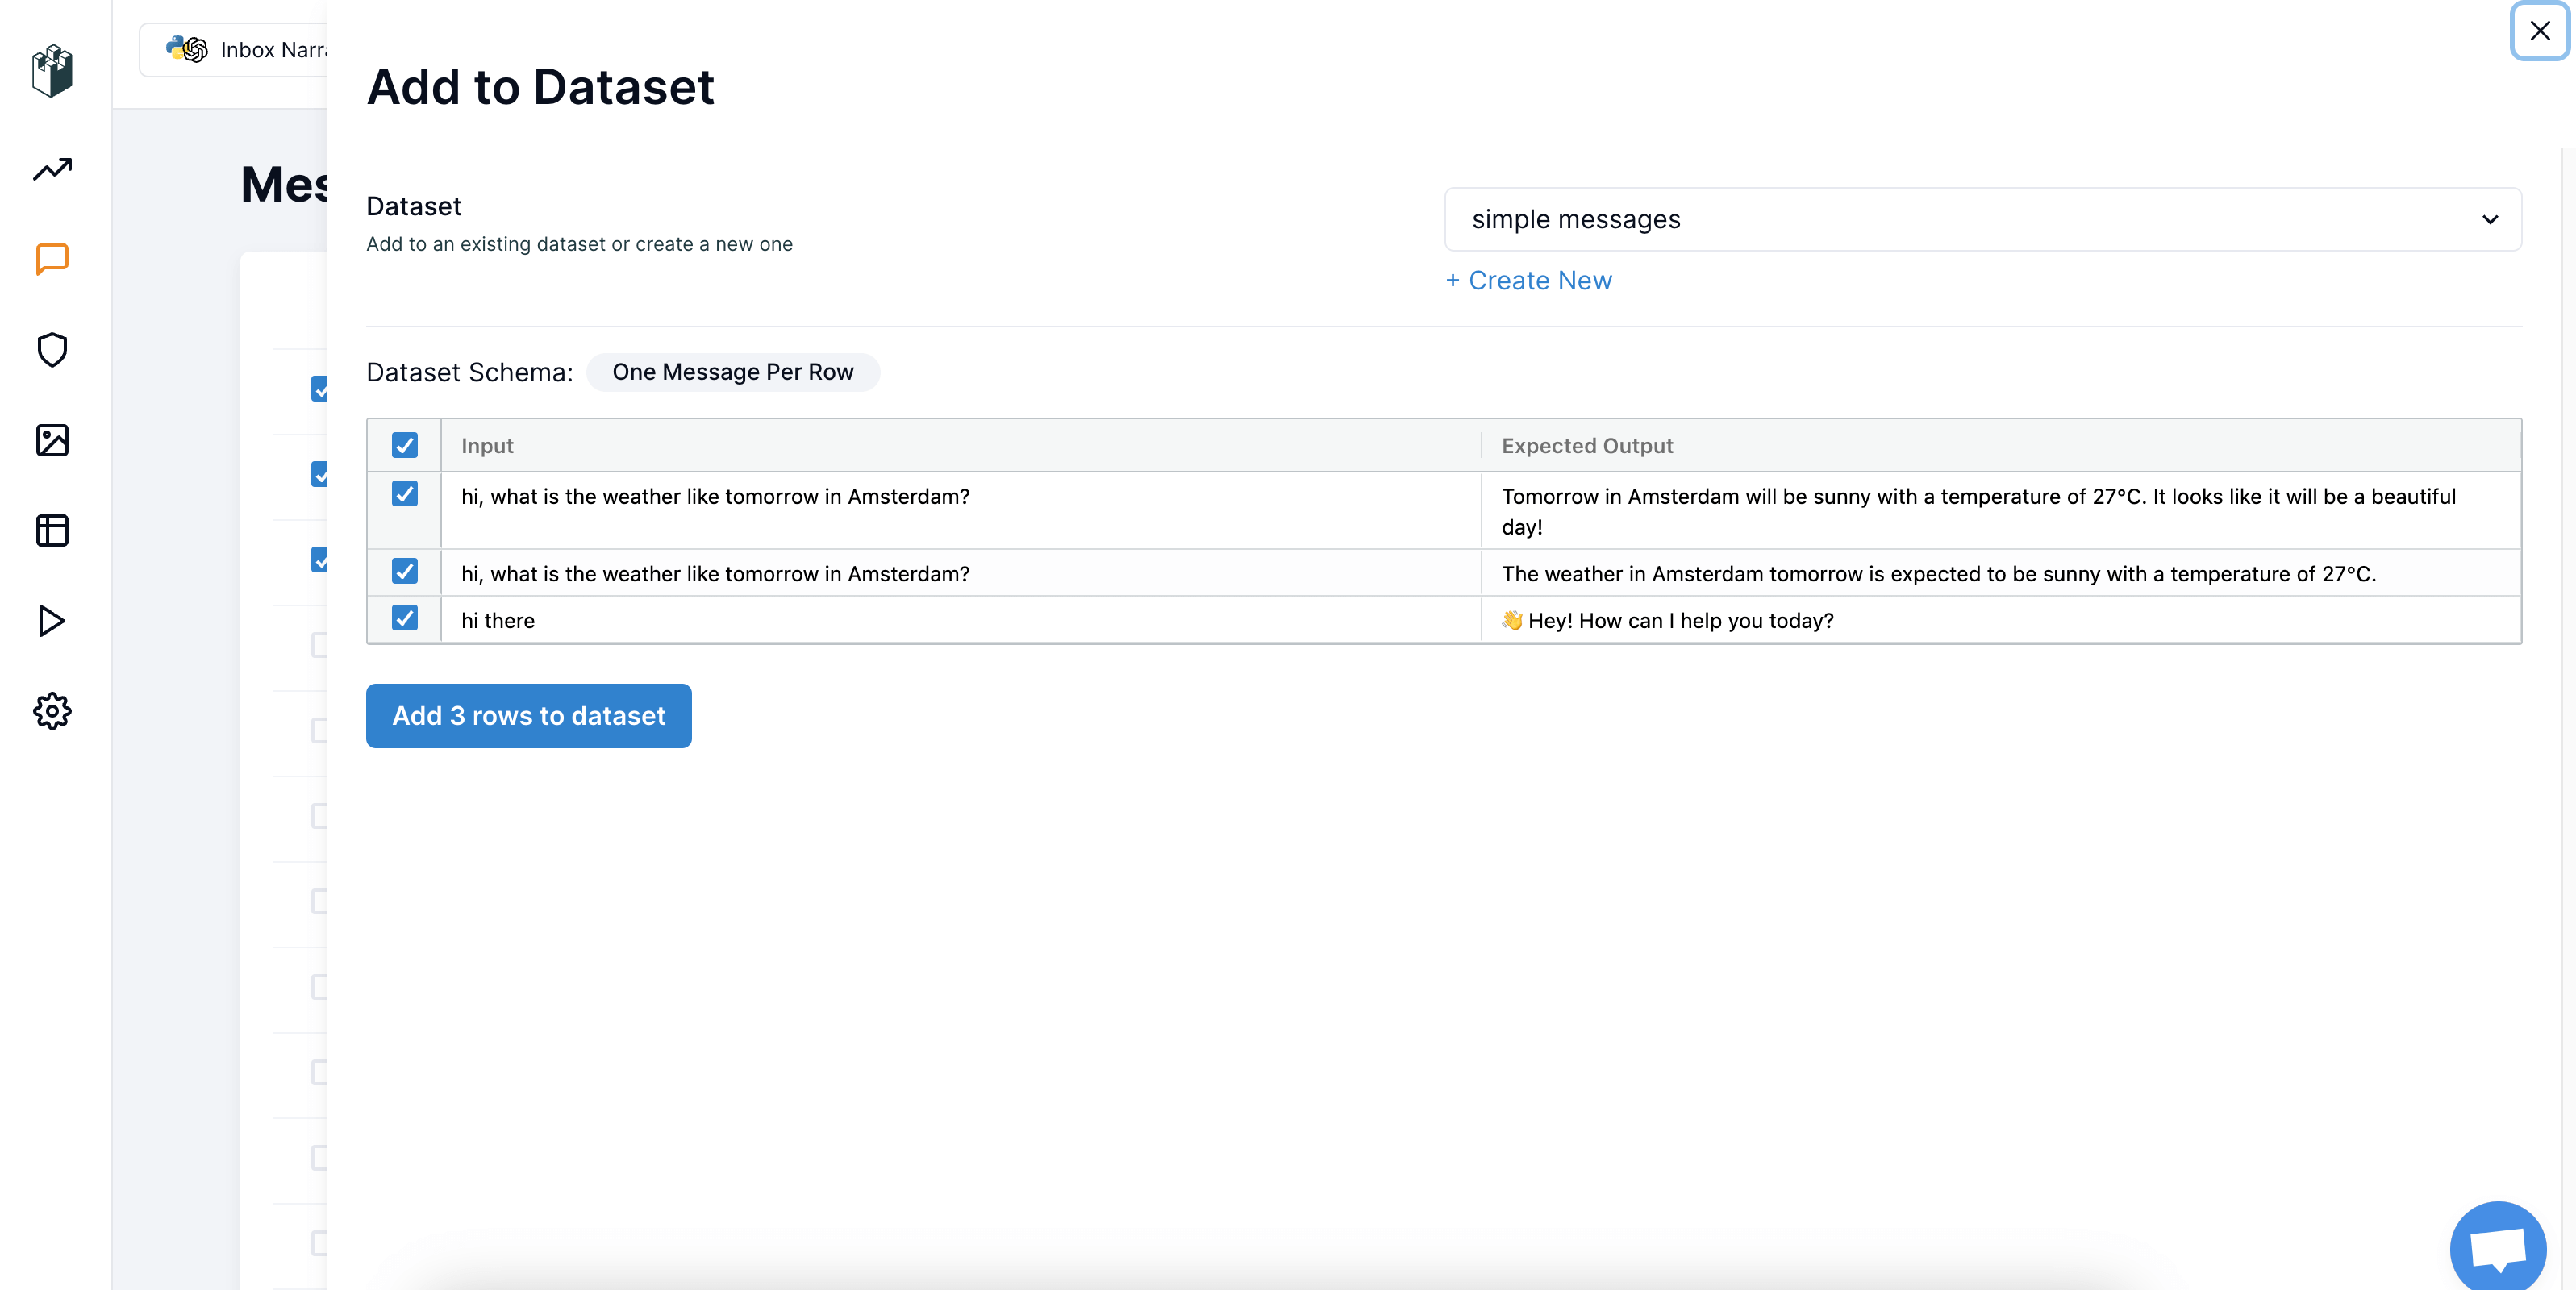 Inbox Narra
Mes
Add to Dataset
Dataset
Add to an existing dataset or create a new one
simple messages
+ Create New
Dataset Schema: One Message Per Row
Input Expected Output
hi, what is the weather like tomorrow in Amsterdam? Tomorrow in Amsterdam will be sunny with a temperature of 27°C. It looks like it will be a beautiful
day!
hi, what is the weather like tomorrow in Amsterdam? The weather in Amsterdam tomorrow is expected to be sunny with a temperature of 27°C.
hi there 👋 Hey! How can I help you today?
Add 3 rows to dataset